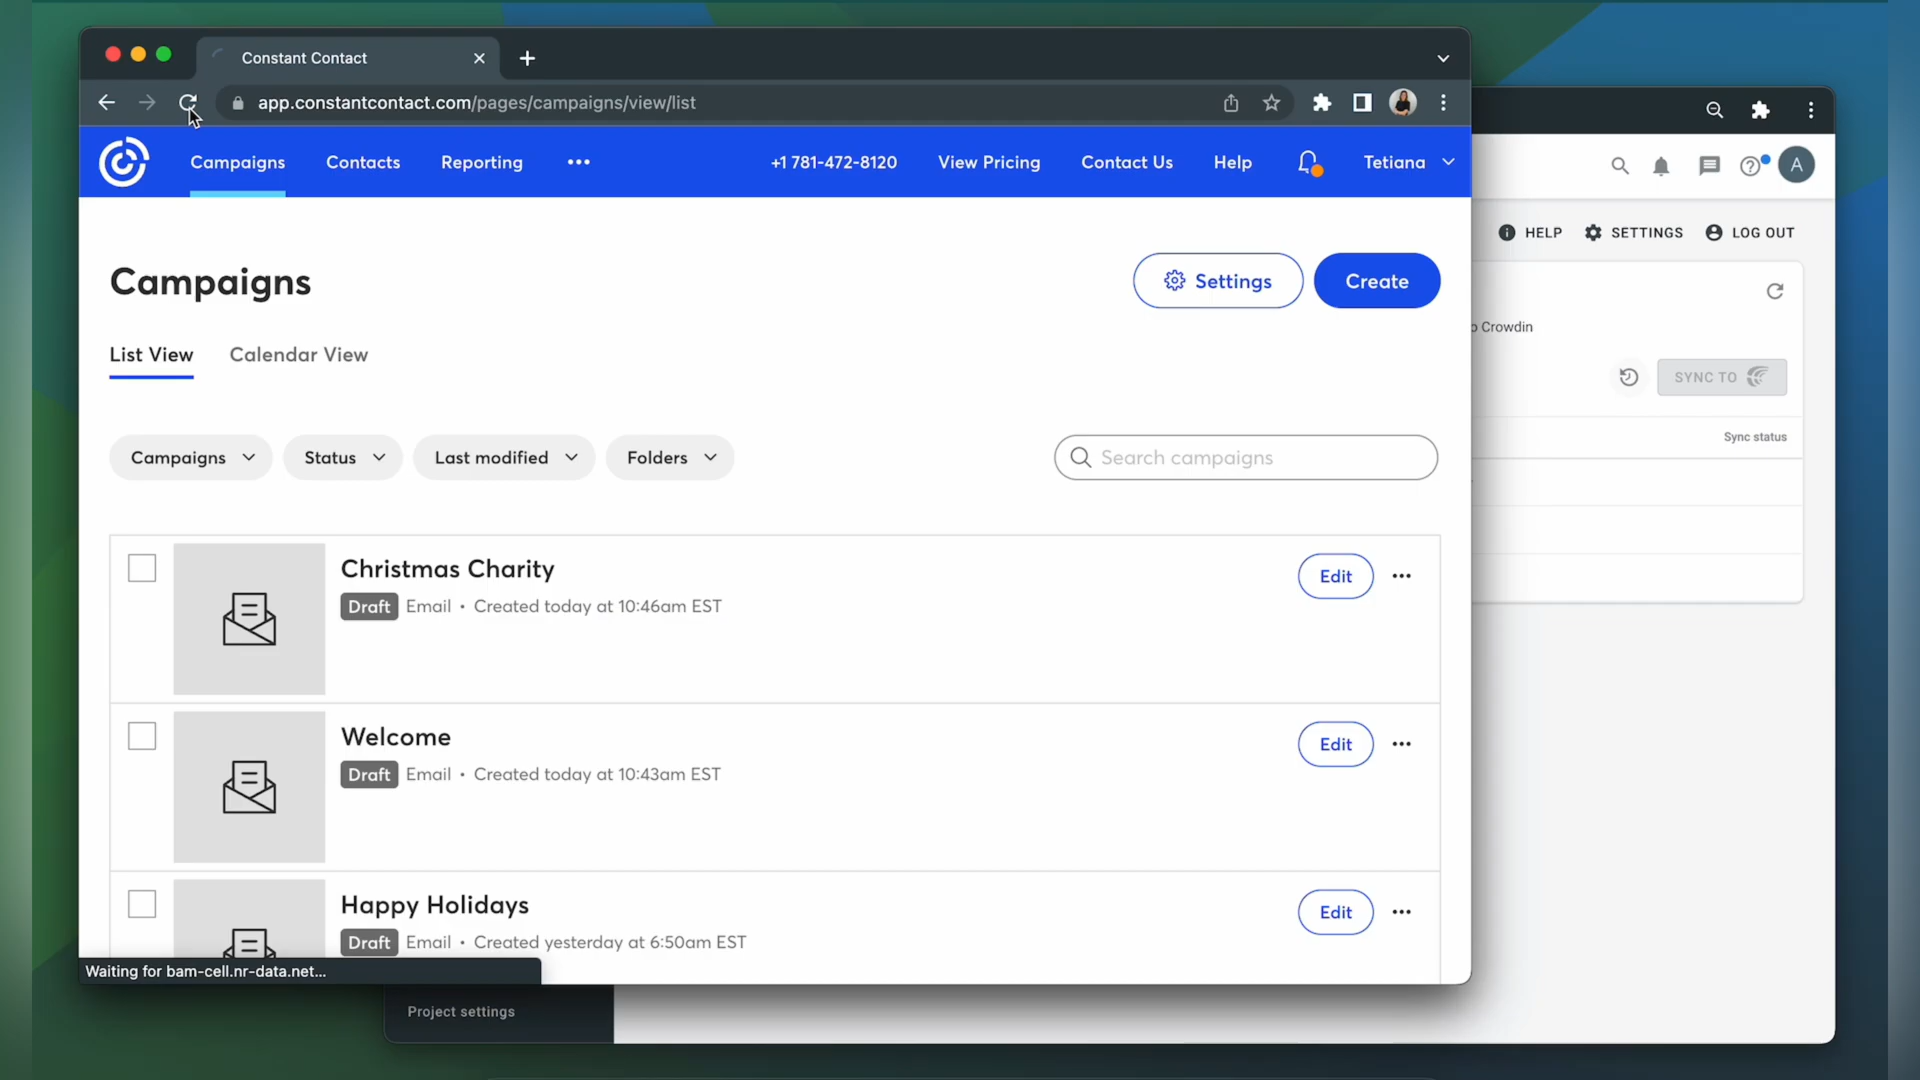 Constant Contact
app.constantcontact.com/pages/campaigns/view/list
Campaigns
Contacts
Reporting
+1 781-472-8120
View Pricing
Contact Us
Help
Tetiana
A
HELP
SETTINGS
LOG OUT
Campaigns
Settings
Create
Crowdin
List View
Calendar View
SYNC TO
Sync status
Campaigns
Status
Last modified
Folders
Search campaigns
Christmas Charity
Edit
Draft Email • Created today at 10:46am EST
Welcome
Edit
Draft Email • Created today at 10:43am EST
Happy Holidays
Edit
Draft Email • Created yesterday at 6:50am EST
Waiting for bam-cell.nr-data.net...
Project settings